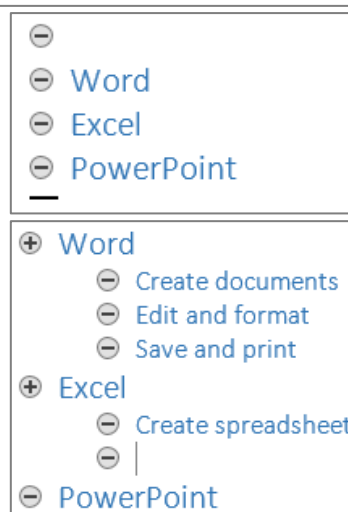 Word
Excel
PowerPoint
Word
Create documents
Edit and format
Save and print
Excel
Create spreadsheet
PowerPoint